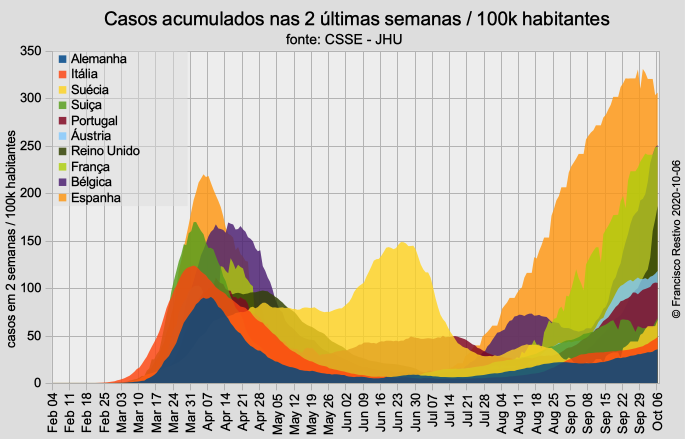 Casos acumulados nas 2 últimas semanas / 100k habitantes
fonte: CSSE - JHU
casos em 2 semanas / 100k habitantes
350
300
250
200
150
100
50
0
Alemanha
Itália
Suécia
Suiça
Portugal
Áustria
Reino Unido
França
Bélgica
Espanha
Feb 04
Feb 11
Feb 18
Feb 25
Mar 03
Mar 10
Mar 17
Mar 24
Mar 31
Apr 07
Apr 14
Apr 21
Apr 28
May 05
May 12
May 19
May 26
Jun 02
Jun 09
Jun 16
Jun 23
Jun 30
Jul 07
Jul 14
Jul 21
Jul 28
Aug 04
Aug 11
Aug 18
Aug 25
Sep 01
Sep 08
Sep 15
Sep 22
Sep 29
Oct 06
© Francisco Restivo 2020-10-06